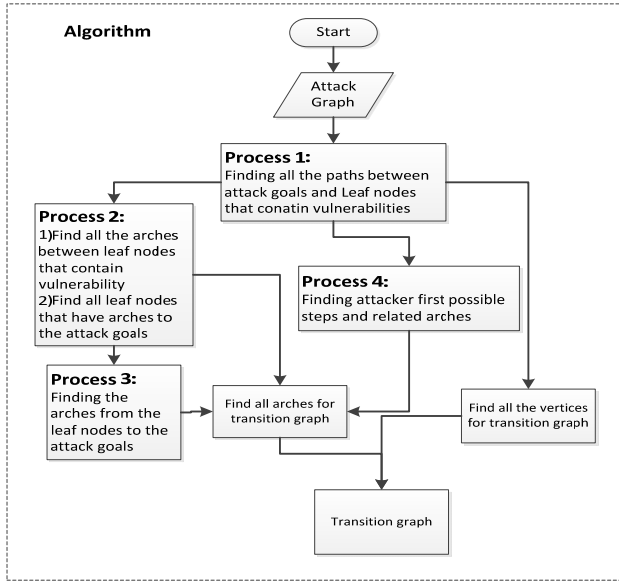 Algorithm
Start
Attack
Graph
Process 1:
Finding all the paths between
attack goals and Leaf nodes
that conatin vulnerabilities
Process 2:
1)Find all the arches
between leaf nodes
that contain
vulnerability
2)Find all leaf nodes
that have arches to
the attack goals
Process 4:
Finding attacker first possible
steps and related arches
Process 3:
Finding the
arches from the
leaf nodes to the
attack goals
Find all arches for
transition graph
Find all the vertices
for transition graph
Transition graph